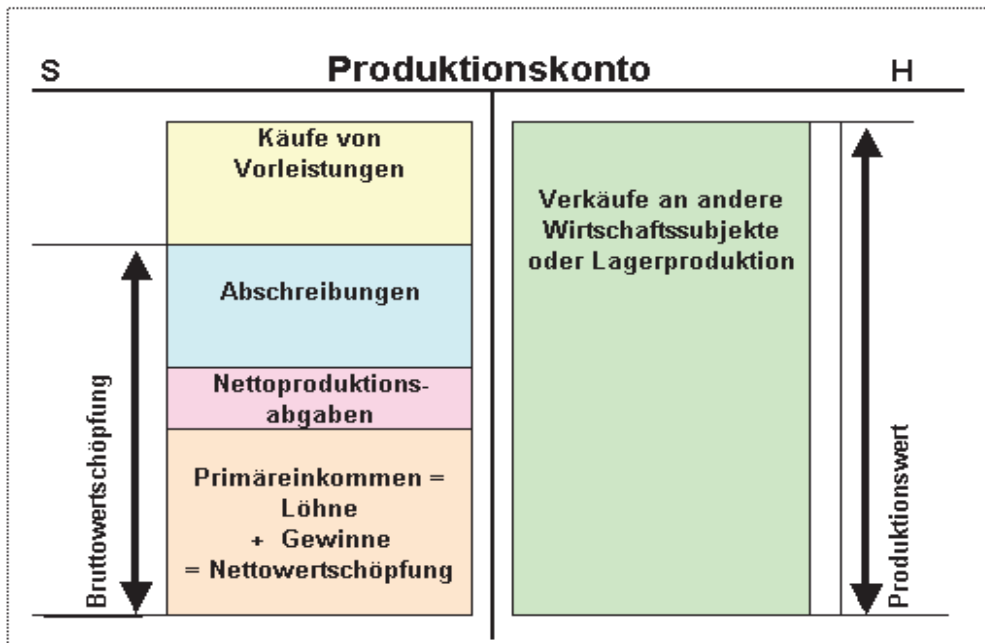 S
Produktionskonto
H
Käufe von
Vorleistungen
Abschreibungen
Nettoproduktions-
abgaben
Primäreinkommen =
Löhne
+ Gewinne
= Nettowertschöpfung
Bruttowertschöpfung
Verkäufe an andere
Wirtschaftssubjekte
oder Lagerproduktion
Produktionswert